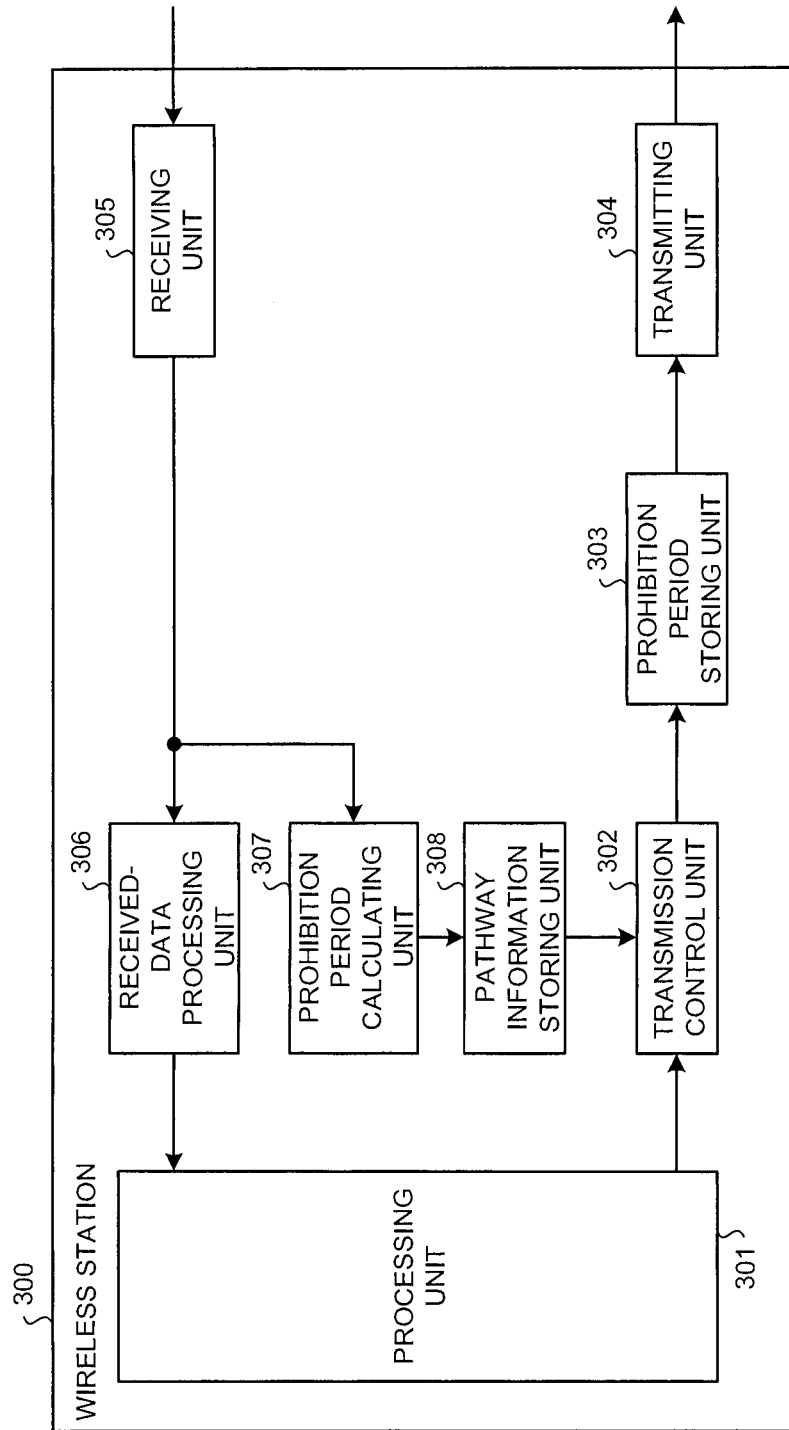 300
WIRELESS STATION
PROCESSING
UNIT
301
306
RECEIVED-
DATA
PROCESSING
UNIT
307
PROHIBITION
PERIOD
CALCULATING
UNIT
308
PATHWAY
INFORMATION
STORING UNIT
302
TRANSMISSION
CONTROL UNIT
303
PROHIBITION
PERIOD
STORING UNIT
305
RECEIVING
UNIT
304
TRANSMITTING
UNIT